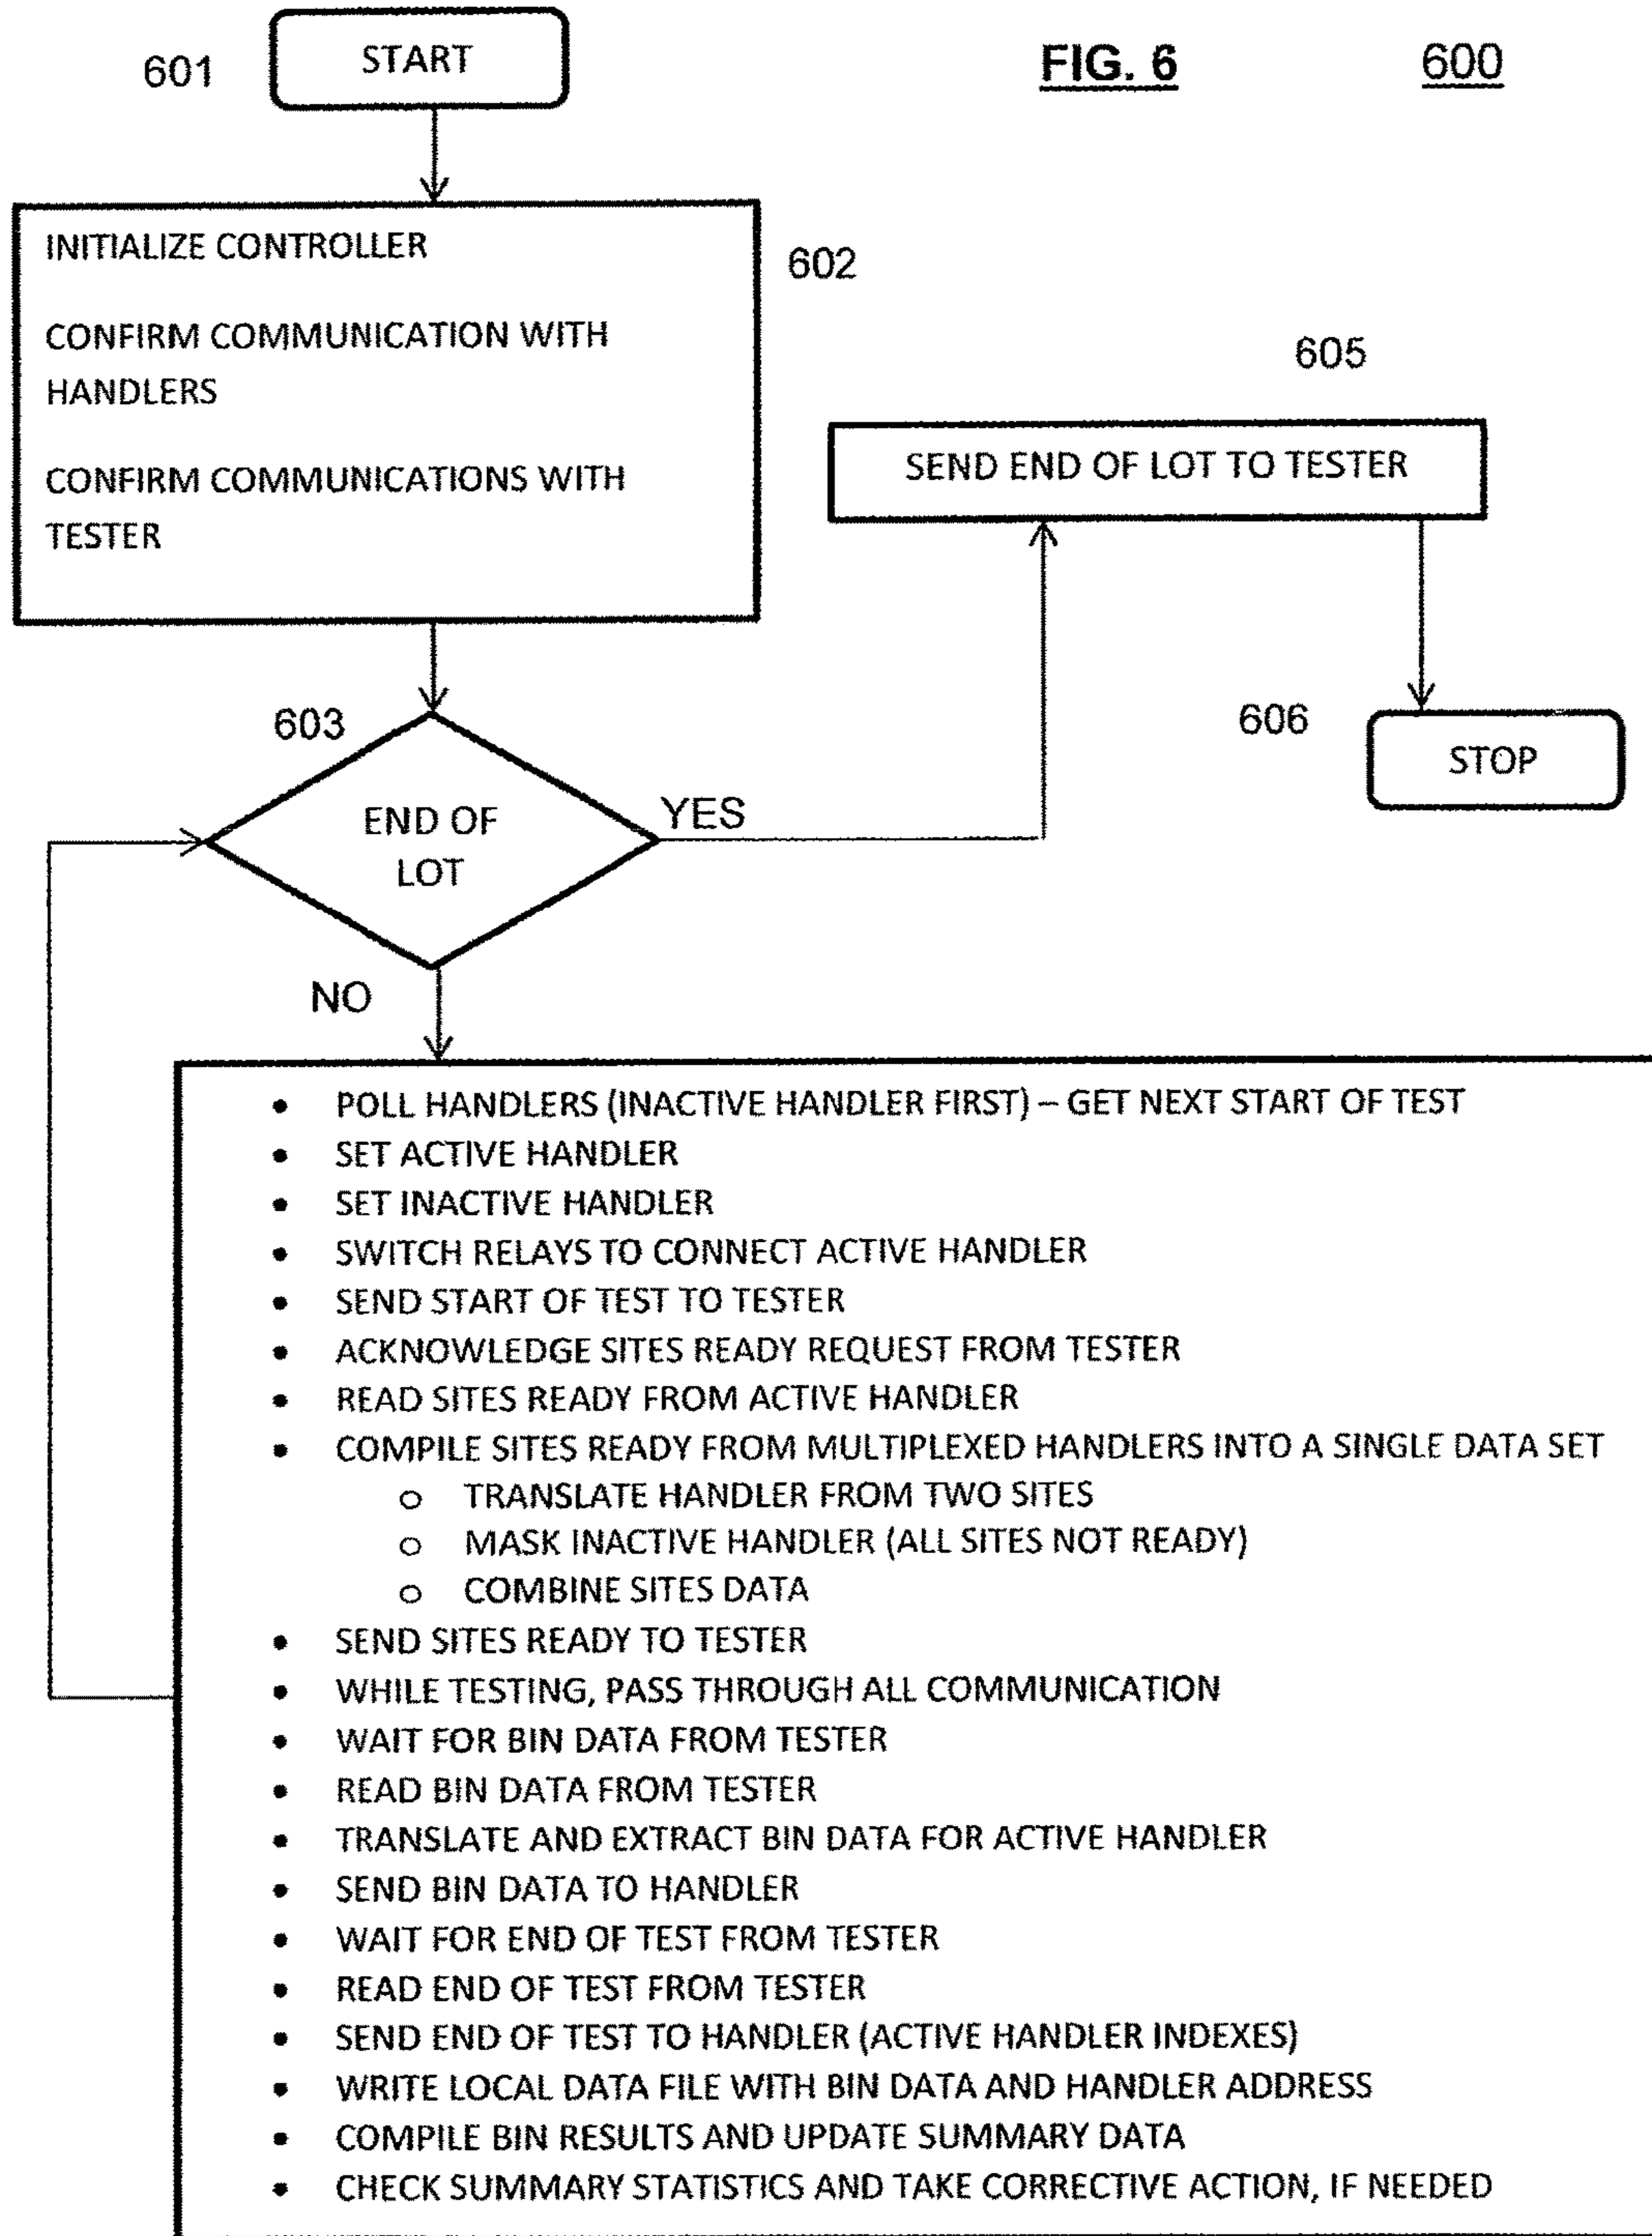 601
START
FIG. 6
600
INITIALIZE CONTROLLER
CONFIRM COMMUNICATION WITH
HANDLERS
CONFIRM COMMUNICATIONS WITH
TESTER
602
605
SEND END OF LOT TO TESTER
603
END OF
LOT
YES
606
STOP
NO
• POLL HANDLERS (INACTIVE HANDLER FIRST) – GET NEXT START OF TEST
• SET ACTIVE HANDLER
• SET INACTIVE HANDLER
• SWITCH RELAYS TO CONNECT ACTIVE HANDLER
• SEND START OF TEST TO TESTER
• ACKNOWLEDGE SITES READY REQUEST FROM TESTER
• READ SITES READY FROM ACTIVE HANDLER
• COMPILE SITES READY FROM MULTIPLEXED HANDLERS INTO A SINGLE DATA SET
o TRANSLATE HANDLER FROM TWO SITES
o MASK INACTIVE HANDLER (ALL SITES NOT READY)
o COMBINE SITES DATA
• SEND SITES READY TO TESTER
• WHILE TESTING, PASS THROUGH ALL COMMUNICATION
• WAIT FOR BIN DATA FROM TESTER
• READ BIN DATA FROM TESTER
• TRANSLATE AND EXTRACT BIN DATA FOR ACTIVE HANDLER
• SEND BIN DATA TO HANDLER
• WAIT FOR END OF TEST FROM TESTER
• READ END OF TEST FROM TESTER
• SEND END OF TEST TO HANDLER (ACTIVE HANDLER INDEXES)
• WRITE LOCAL DATA FILE WITH BIN DATA AND HANDLER ADDRESS
• COMPILE BIN RESULTS AND UPDATE SUMMARY DATA
• CHECK SUMMARY STATISTICS AND TAKE CORRECTIVE ACTION, IF NEEDED